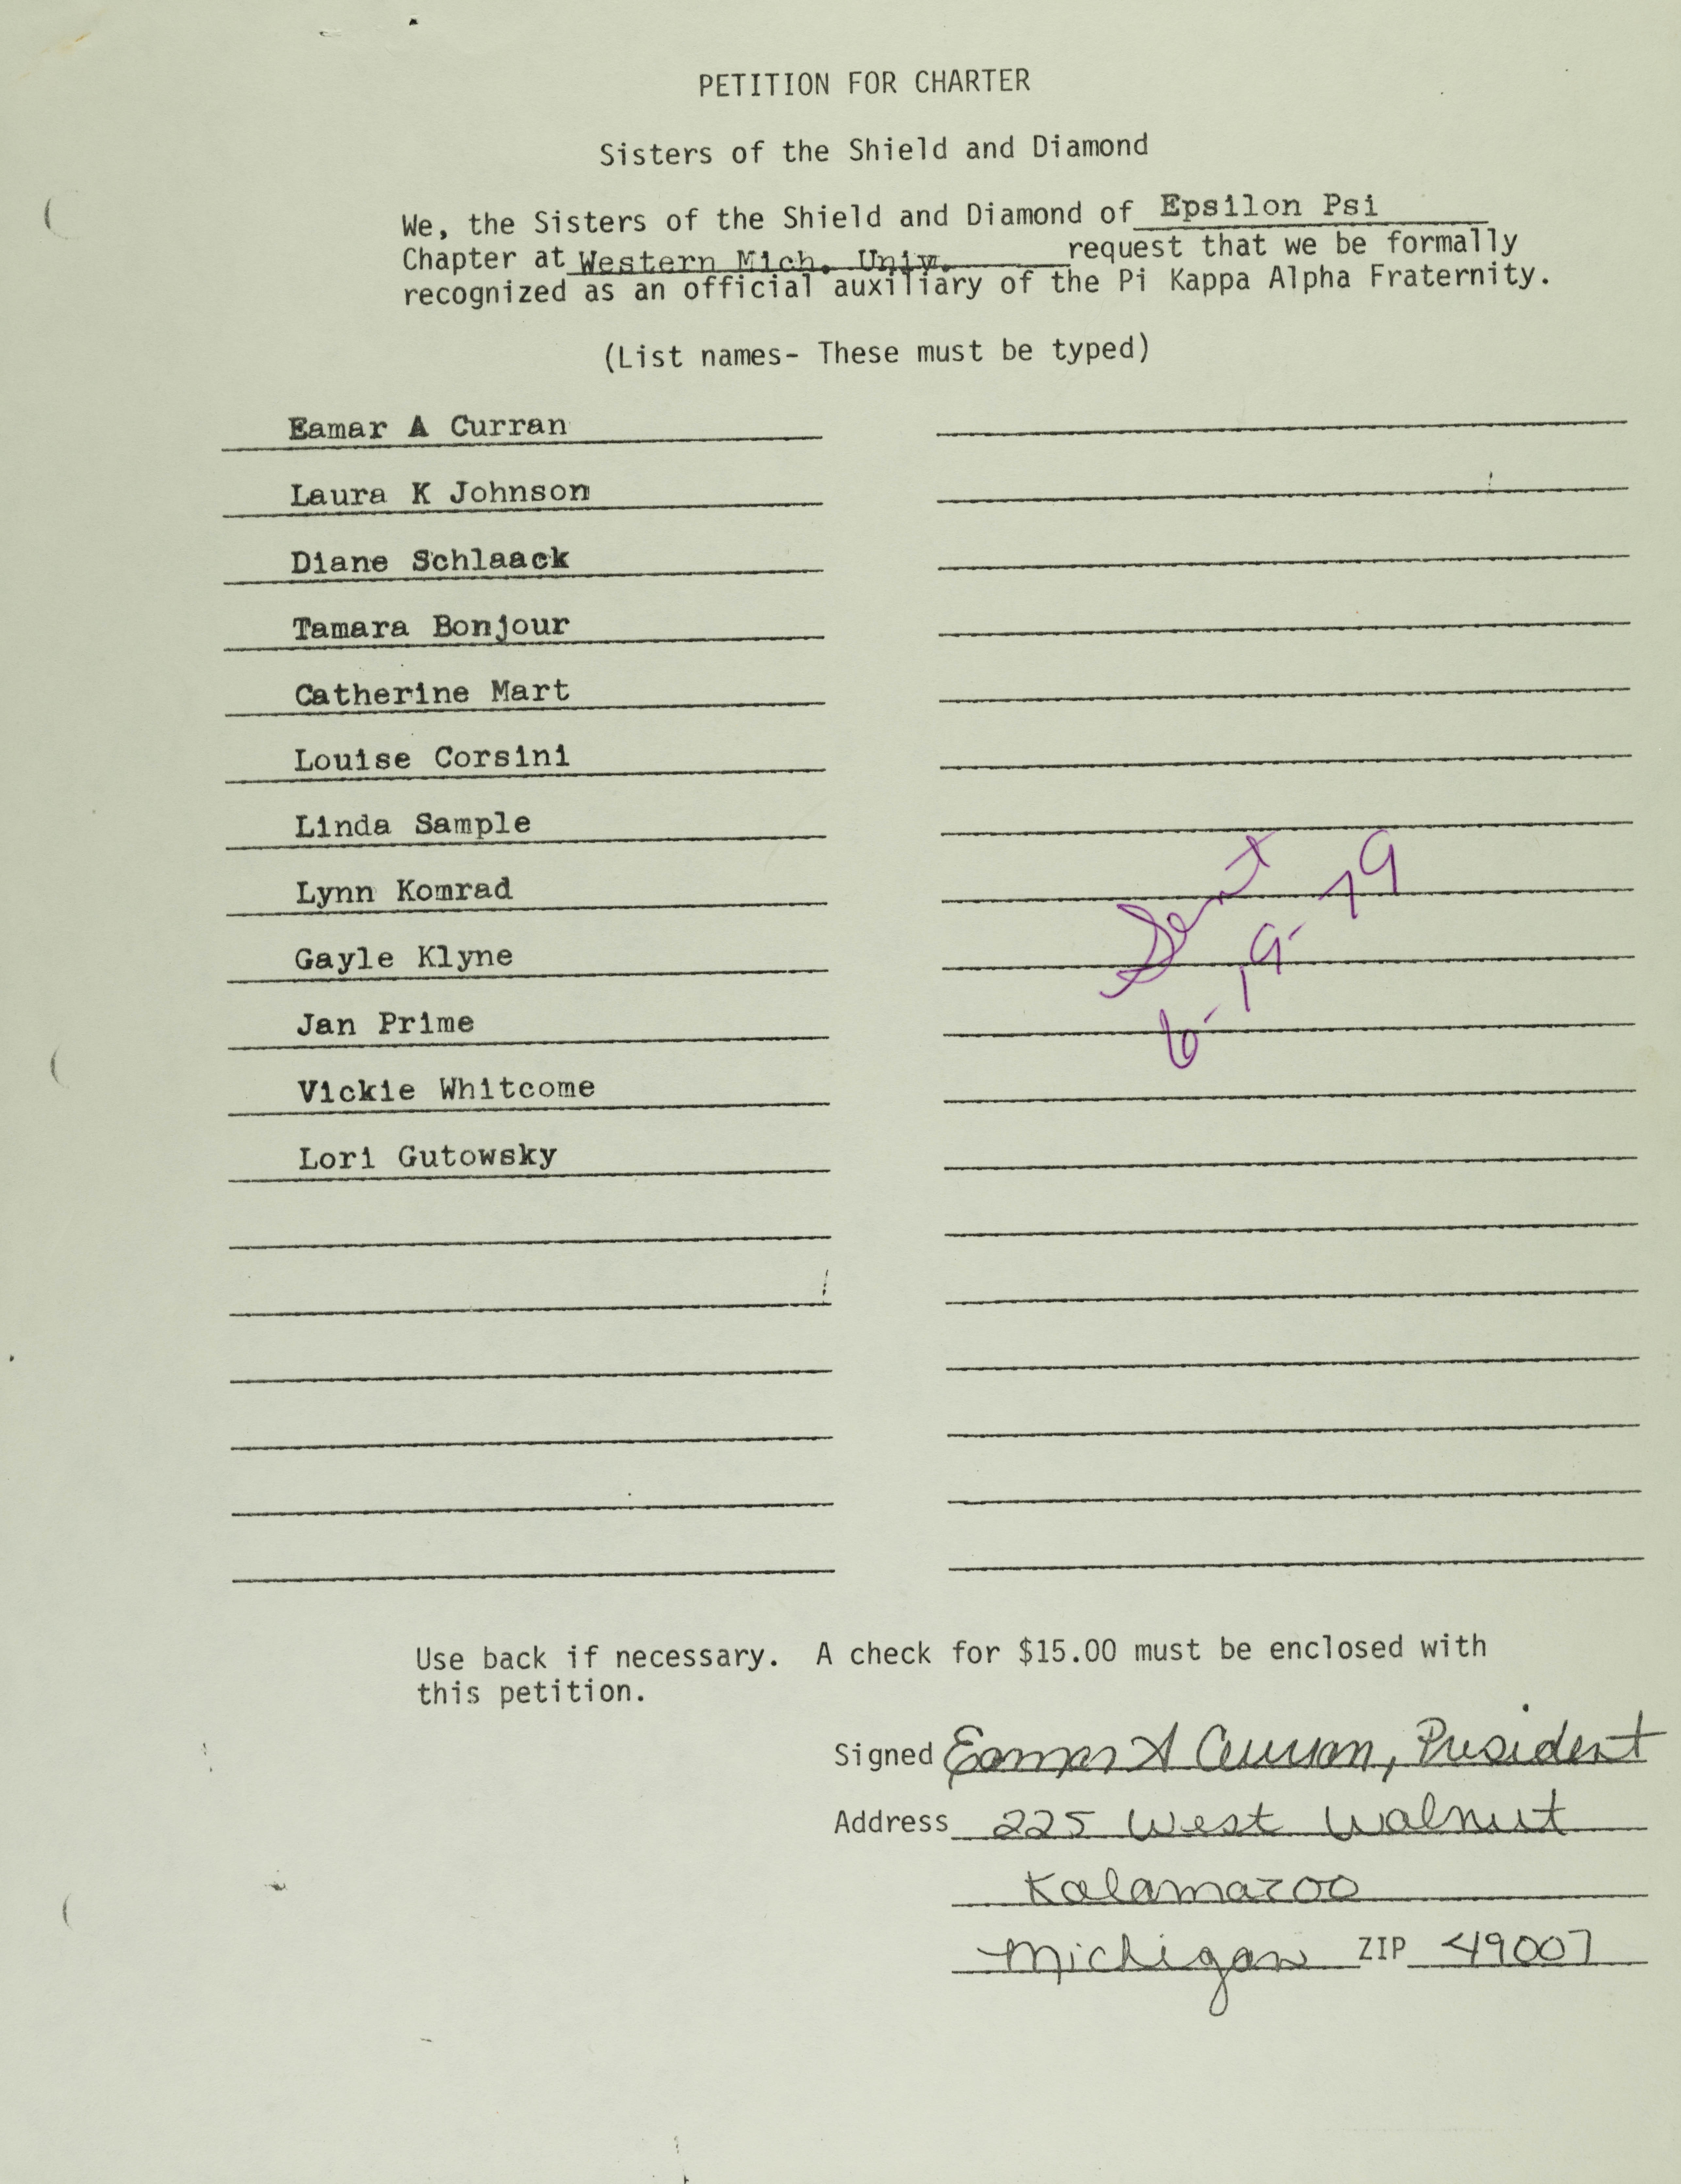 PETITION FOR CHARTER
Sisters of the Shield and Diamond
We, the Sisters of the Shield and Diamond of Epsilon Psi
Chapter at Western Mich. Univ. request that we be formally
recognized as an official auxiliary of the Pi Kappa Alpha Fraternity.
(List names- These must be typed)
Eamar A Curran
Laura K Johnson
Diane Schlaack
Tamara Bonjour
Catherine Mart
Louise Corsini
Linda Sample
Lynn Komrad
Gayle Klyne
Jan Prime
Vickie Whitcome
Lori Gutowsky
Sent
6-19-79
Use back if necessary. A check for $15.00 must be enclosed with
this petition.
Signed Eamar A Curran, President
Address 225 West Walnut
Kalamazoo
Michigan ZIP 49007